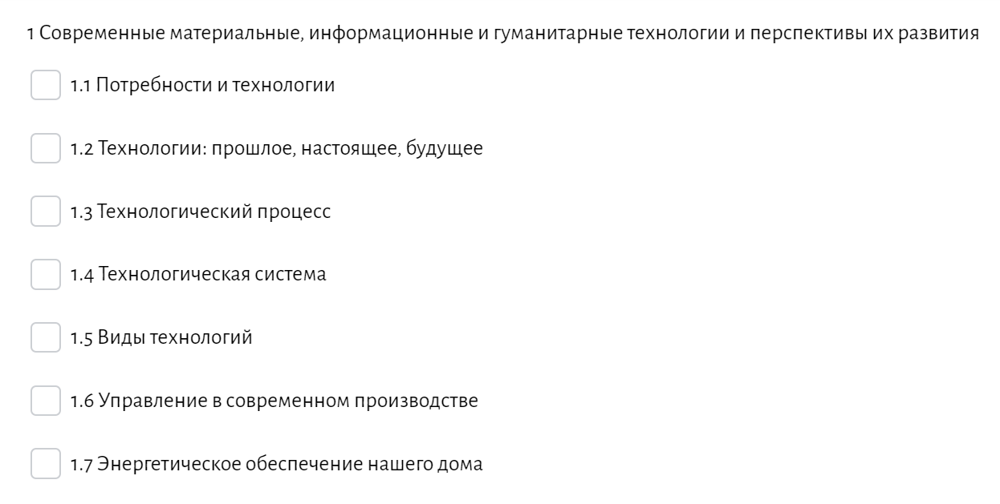 1 Современные материальные, информационные и гуманитарные технологии и перспективы их развития
1.1 Потребности и технологии
1.2 Технологии: прошлое, настоящее, будущее
1.3 Технологический процесс
1.4 Технологическая система
1.5 Виды технологий
1.6 Управление в современном производстве
1.7 Энергетическое обеспечение нашего дома